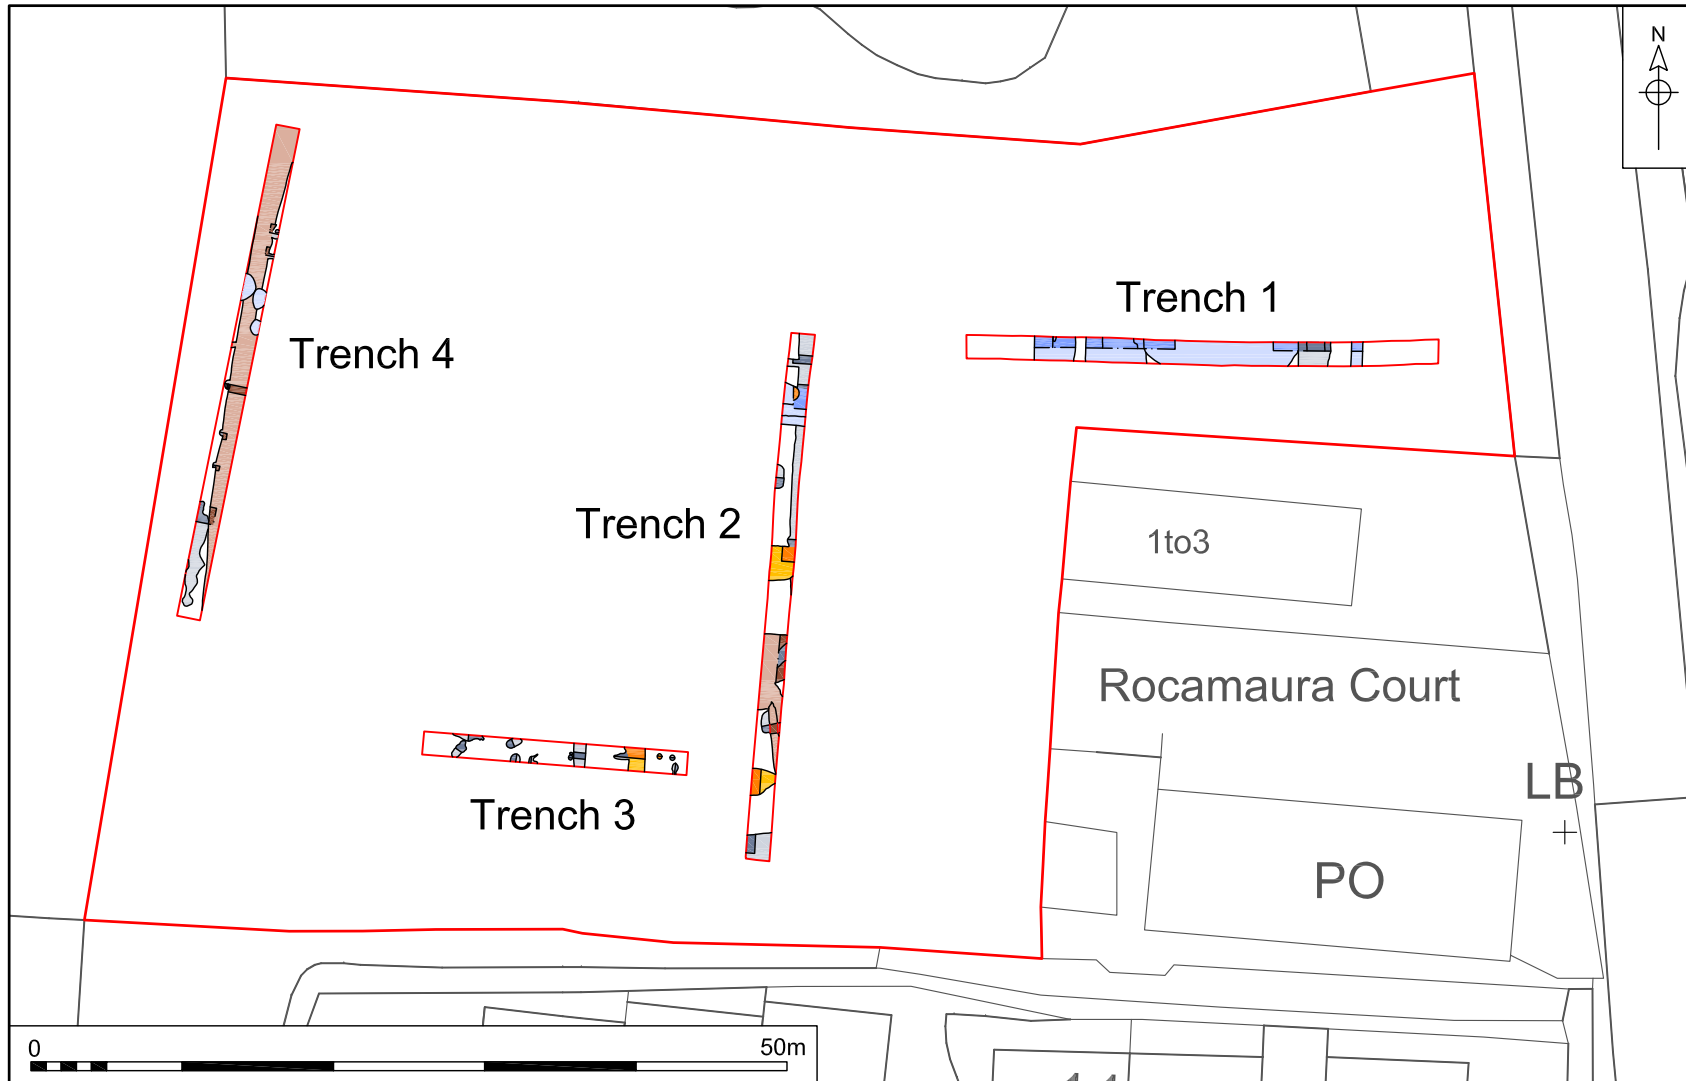 N
Trench 1
Trench 4
Trench 2
1to3
Rocamaura Court
LB
Trench 3
PO
0
50m